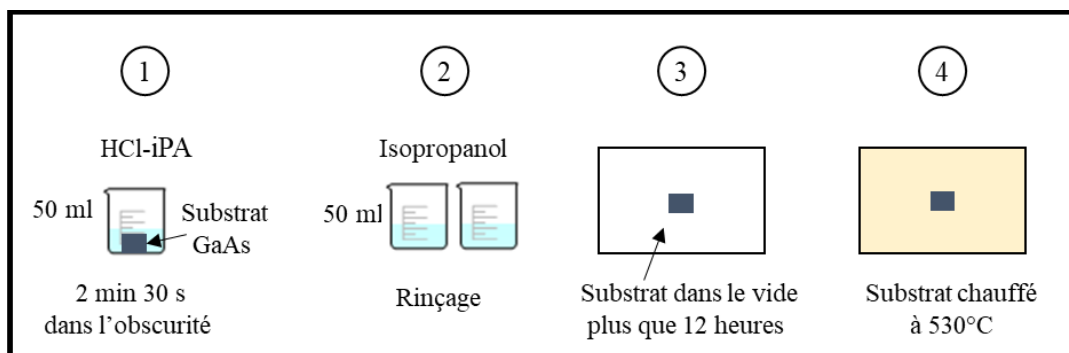 1
2
3
4
HCl-iPA
Isopropanol
50 ml
Substrat
GaAs
50 ml
2 min 30 s
dans l’obscurité
Rinçage
Substrat dans le vide
plus que 12 heures
Substrat chauffé
à 530°C